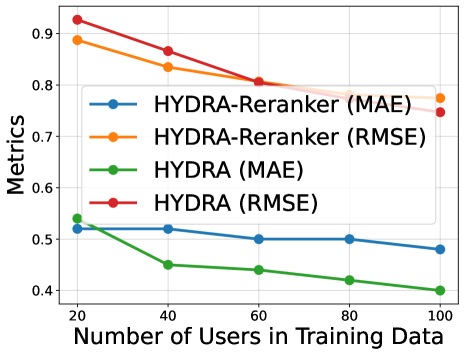 0.9
0.8
0.7
0.6
0.5
0.4
Metrics
HYDRA-Reranker (MAE)
HYDRA-Reranker (RMSE)
HYDRA (MAE)
HYDRA (RMSE)
20 40 60 80 100
Number of Users in Training Data